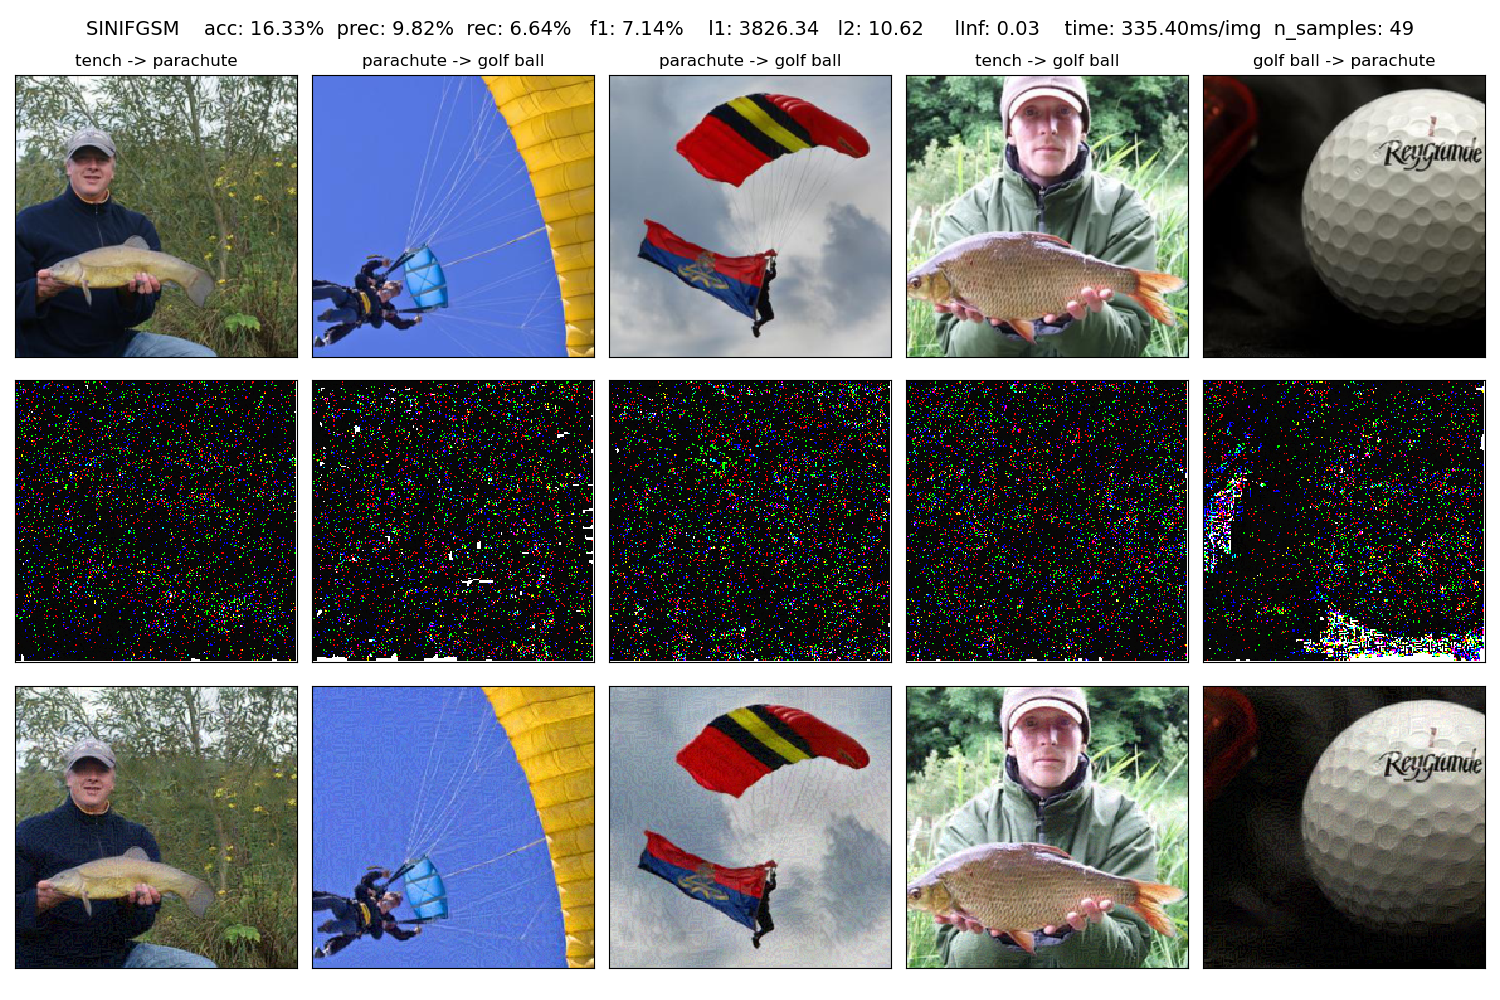 SINIFGSM acc: 16.33% prec: 9.82% rec: 6.64% f1: 7.14% l1: 3826.34 l2: 10.62 lInf: 0.03 time: 335.40ms/img n_samples: 49
tench -> parachute
parachute -> golf ball
parachute -> golf ball
tench -> golf ball
golf ball -> parachute
ReyGrande
ReyGrande